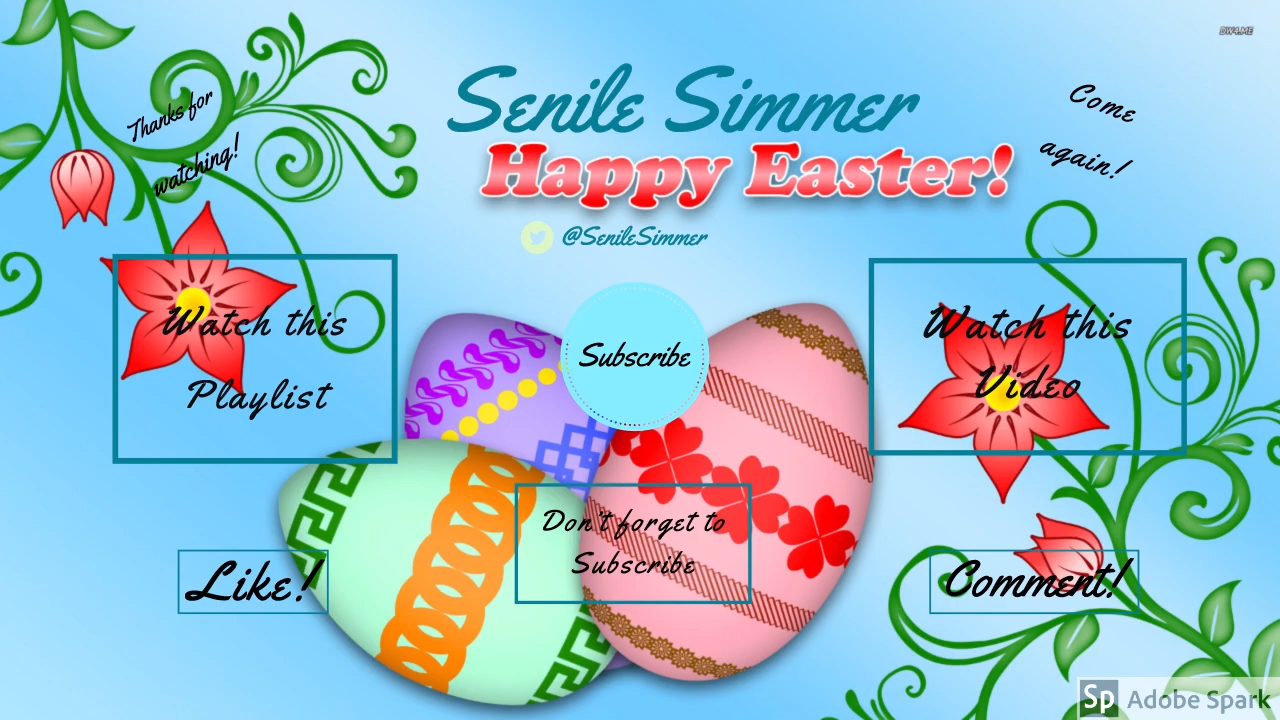 DW4.ME
Thanks for
watching!
Senile Simmer
Happy Easter!
@SenileSimmer
Come
again!
Watch this
Playlist
Subscribe
Watch this
Video
Don't forget to
Subscribe
Like!
Comment!
Sp Adobe Spark